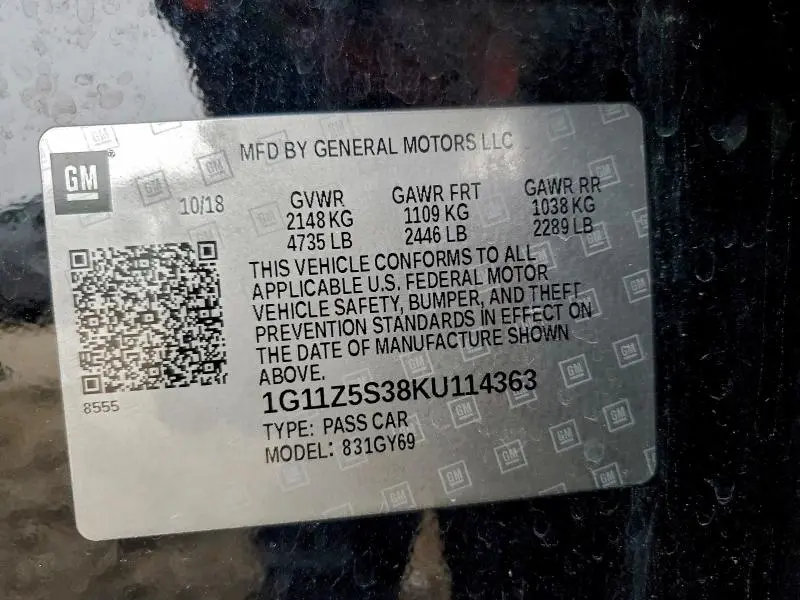 MFD BY GENERAL MOTORS LLC
GM
10/18
GVWR GAWR FRT GAWR RR
2148 KG 1109 KG 1038 KG
4735 LB 2446 LB 2289 LB
THIS VEHICLE CONFORMS TO ALL
APPLICABLE U.S. FEDERAL MOTOR
VEHICLE SAFETY, BUMPER, AND THEFT
PREVENTION STANDARDS IN EFFECT ON
THE DATE OF MANUFACTURE SHOWN
ABOVE.
8555
1G11Z5S38KU114363
TYPE: PASS CAR
MODEL: 831GY69